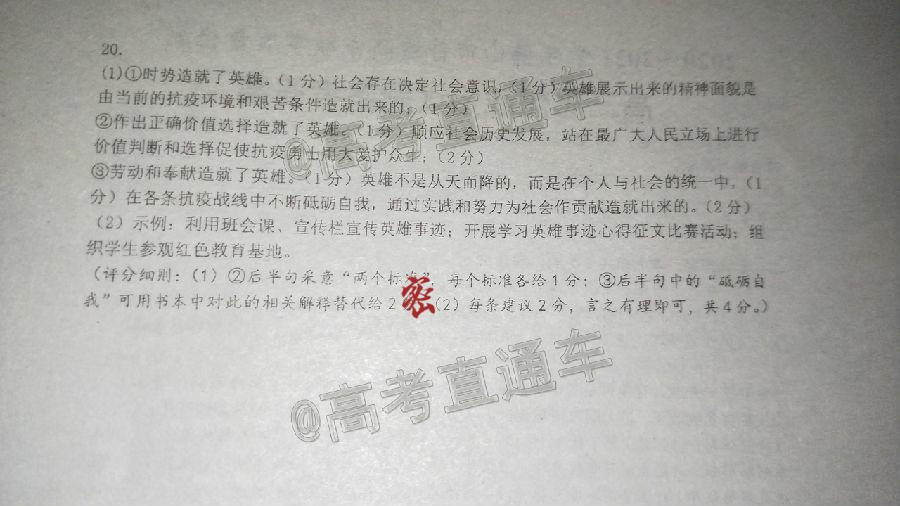 20.
(1)①时势造就了英雄。(1分)社会存在决定社会意识,(1分)英雄展示出来的精神面貌是
由当前的抗疫环境和艰苦条件造就出来的,(1分)
②作出正确价值选择造就了英雄。(1分)顺应社会历史发展,站在最广大人民立场上进行
价值判断和选择促使抗疫勇士用大爱护众生;(2分)
③劳动和奉献造就了英雄。(1分)英雄不是从天而降的,而是在个人与社会的统一中,(1
分)在各条抗疫战线中不断砥砺自我,通过实践和努力为社会作贡献造就出来的。(2分)
(2)示例:利用班会课、宣传栏宣传英雄事迹;开展学习英雄事迹心得征文比赛活动;组
织学生参观红色教育基地。
(评分细则:(1)②后半句采意“两个标准”,每个标准各给1分;③后半句中的“砥砺自
我”可用书本中对此的相关解释替代给2 密 (2)每条建议2分,言之有理即可,共4分。)
@高考直通车
@高考直通车